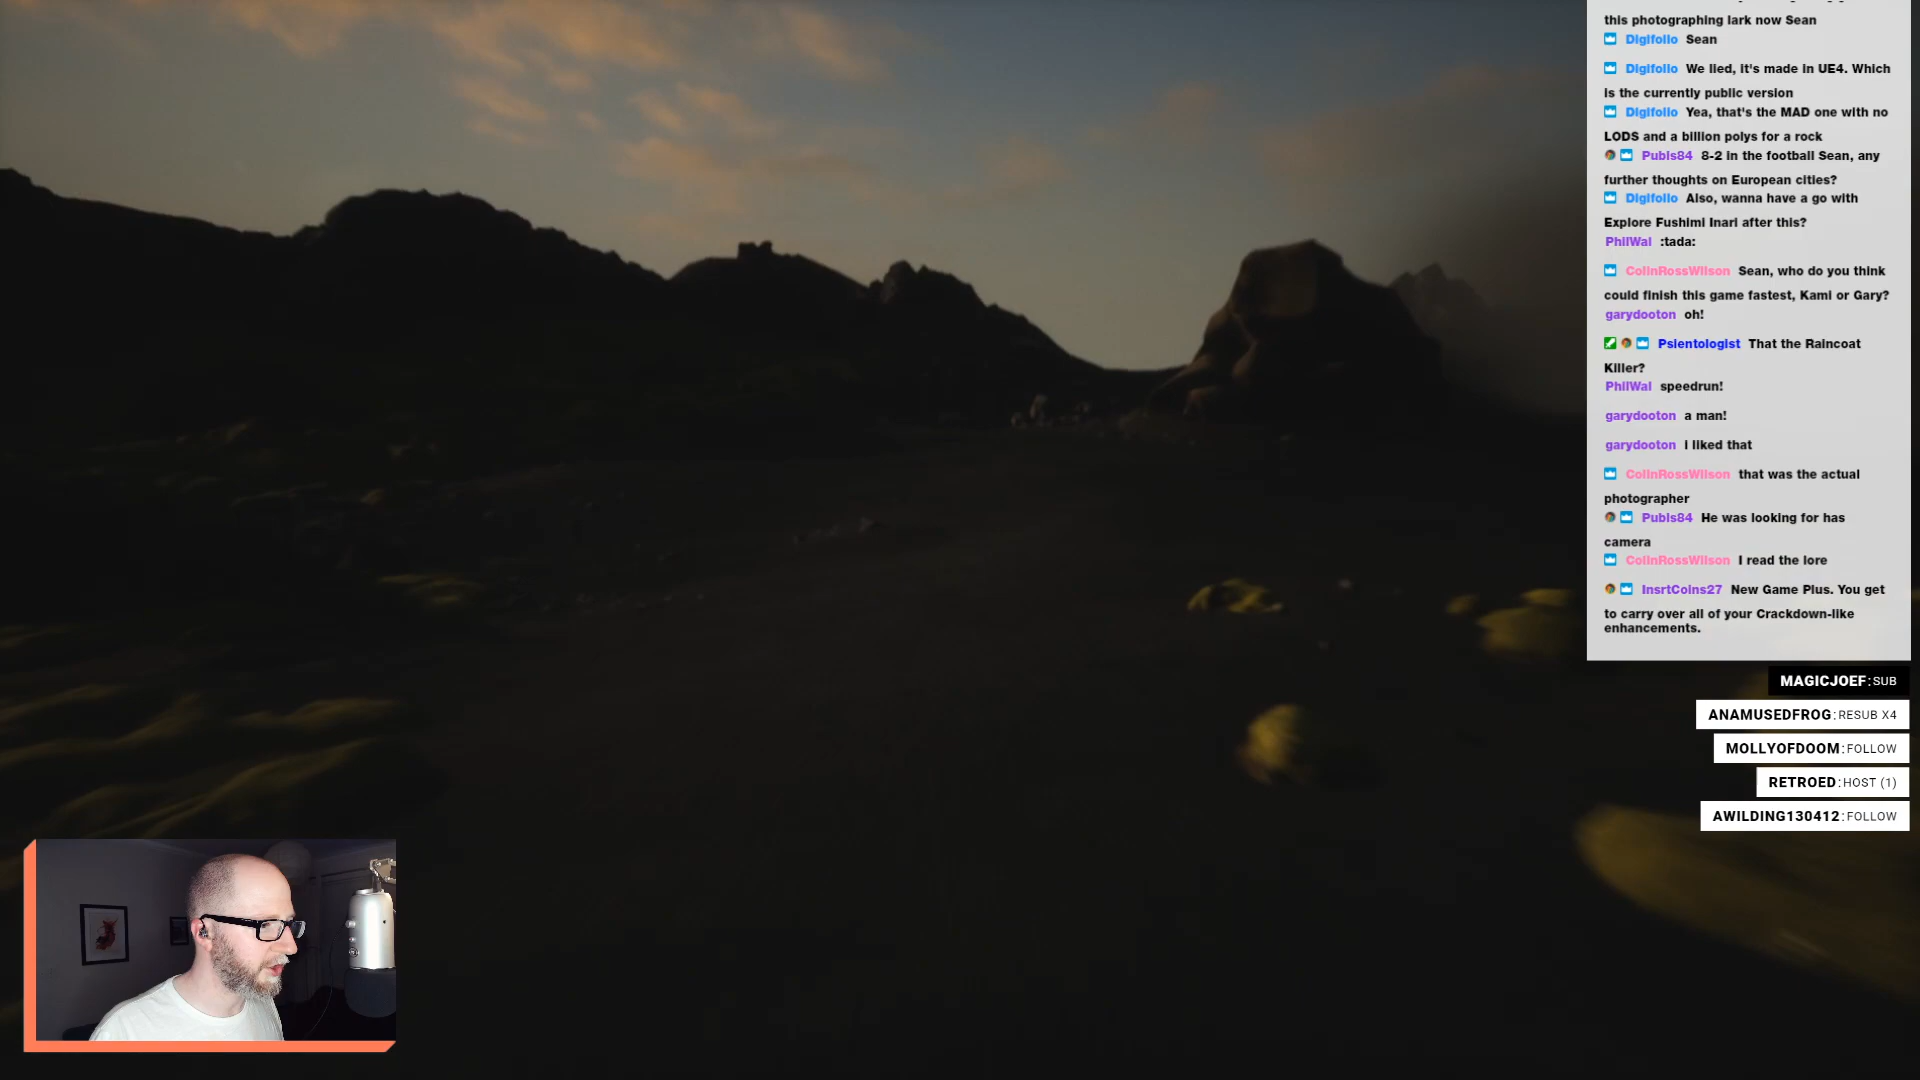 this photographing lark now Sean
Digifolio Sean
Digifolio We lied, it's made in UE4. Which
is the currently public version
Digifolio Yea, that's the MAD one with no
LODS and a billion polys for a rock
Pubis84 8-2 in the football Sean, any
further thoughts on European cities?
Digifolio Also, wanna have a go with
Explore Fushimi Inari after this?
PhilWal :tada:
ColinRossWilson Sean, who do you think
could finish this game fastest, Kami or Gary?
garydooton oh!
Psientologist That the Raincoat
Killer?
PhilWal speedrun!
garydooton a man!
garydooton I liked that
ColinRossWilson that was the actual
photographer
Pubis84 He was looking for has
camera
ColinRossWilson I read the lore
InsrtCoins27 New Game Plus. You get
to carry over all of your Crackdown-like
enhancements.
MAGICJOEF: SUB
ANAMUSEDFROG: RESUB X4
MOLLYOFDOOM: FOLLOW
RETROED: HOST (1)
AWILDING130412: FOLLOW